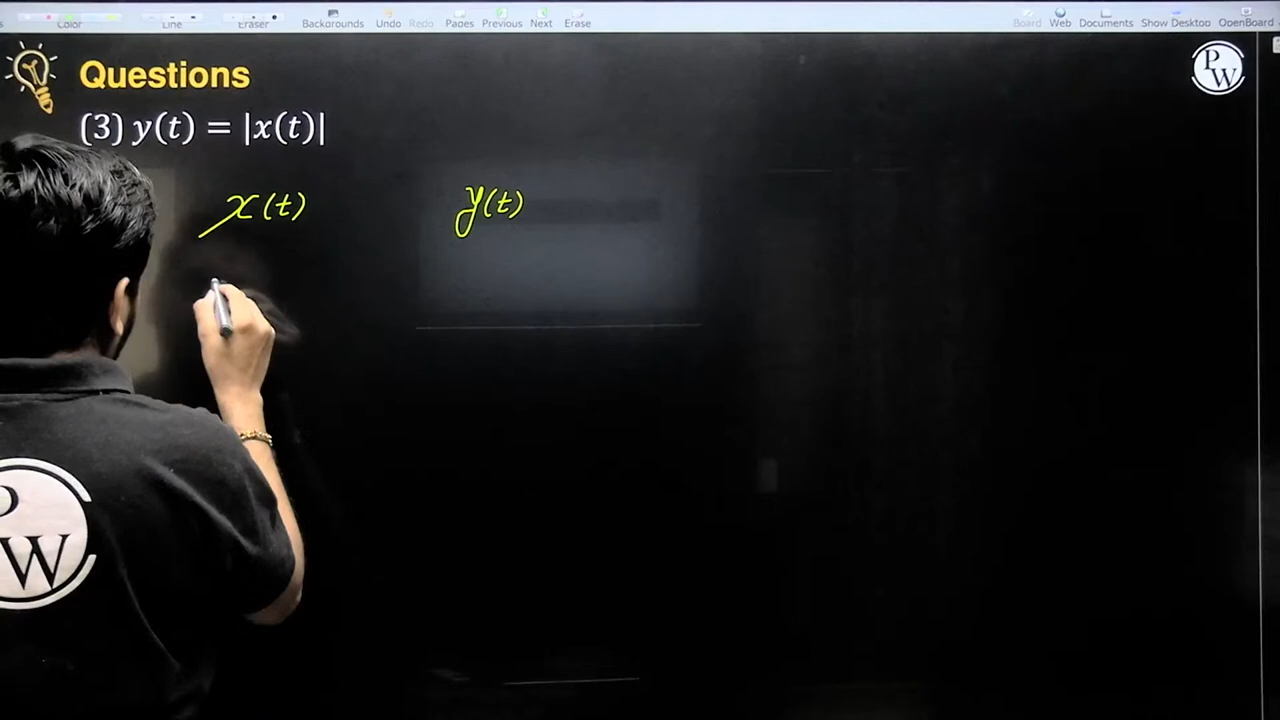 Color Line Eraser Backgrounds Undo Redo Pages Previous Next Erase Board Web Documents Show Desktop OpenBoard
Questions
PW
(3) y(t) = |x(t)|
x(t) y(t)
PW